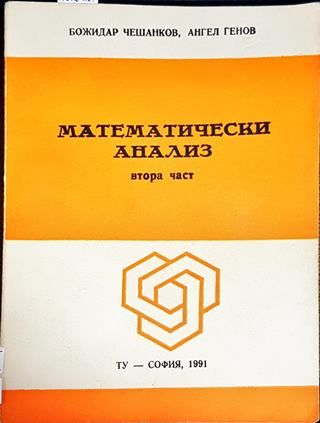 БОЖИДАР ЧЕШАНКОВ, АНГЕЛ ГЕНОВ
МАТЕМАТИЧЕСКИ
АНАЛИЗ
втора част
ТУ — СОФИЯ, 1991